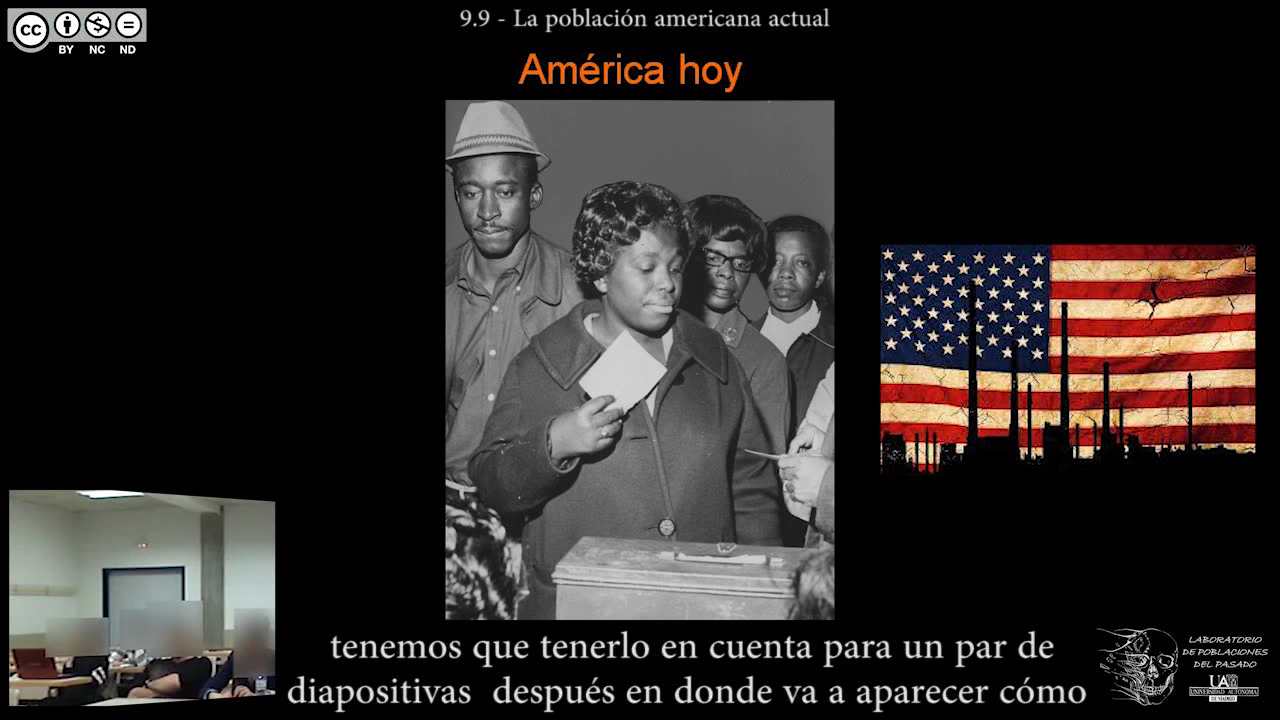 9.9 - La población americana actual
BY NC ND
América hoy
tenemos que tenerlo en cuenta para un par de
diapositivas después en donde va a aparecer cómo
LABORATORIO
DE POBLACIONES
DEL PASADO
UA
UNIVERSIDAD AUTONOMA
DE MADRID